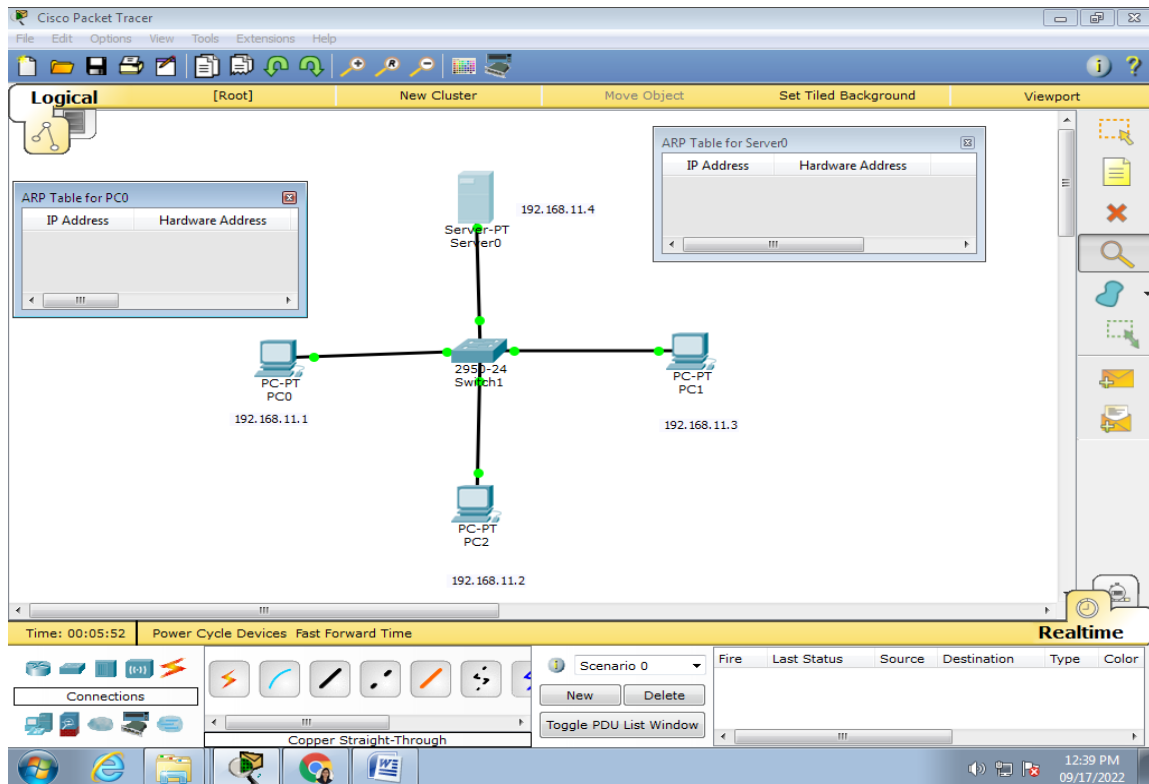 Cisco Packet Tracer
File Edit Options View Tools Extensions Help
Logical [Root] New Cluster Move Object Set Tiled Background Viewport
ARP Table for PC0
IP Address Hardware Address
ARP Table for Server0
IP Address Hardware Address
192.168.11.4
Server-PT
Server0
2950-24
Switch1
PC-PT
PC0
192.168.11.1
PC-PT
PC1
192.168.11.3
PC-PT
PC2
192.168.11.2
Time: 00:05:52 Power Cycle Devices Fast Forward Time Realtime
Connections
Copper Straight-Through
Scenario 0
New Delete
Toggle PDU List Window
Fire Last Status Source Destination Type Color
12:39 PM
09/17/2022